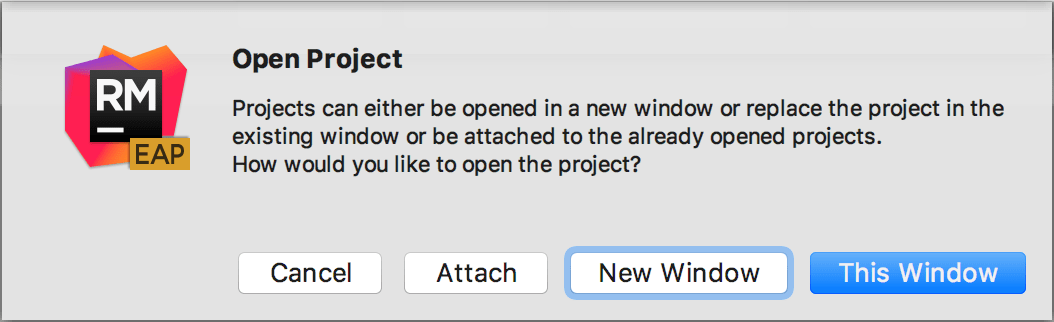 RM
EAP
Open Project
Projects can either be opened in a new window or replace the project in the
existing window or be attached to the already opened projects.
How would you like to open the project?
Cancel
Attach
New Window
This Window